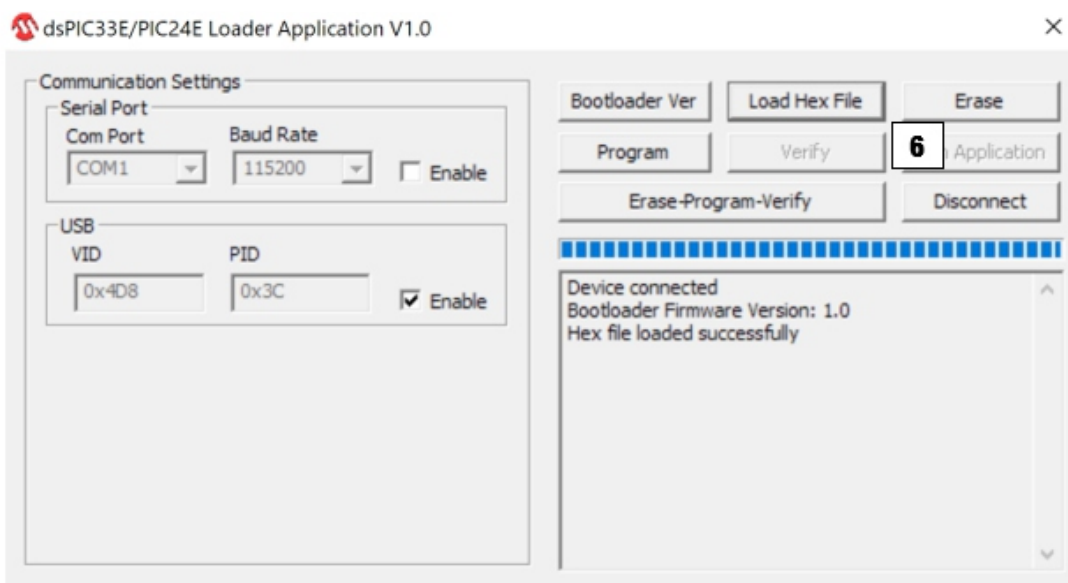 dsPIC33E/PIC24E Loader Application V1.0
Communication Settings
Serial Port
Com Port Baud Rate
COM1 115200 Enable
USB
VID PID
0x4D8 0x3C Enable
Bootloader Ver Load Hex File Erase
Program Verify 6 Application
Erase-Program-Verify Disconnect
Device connected
Bootloader Firmware Version: 1.0
Hex file loaded successfully